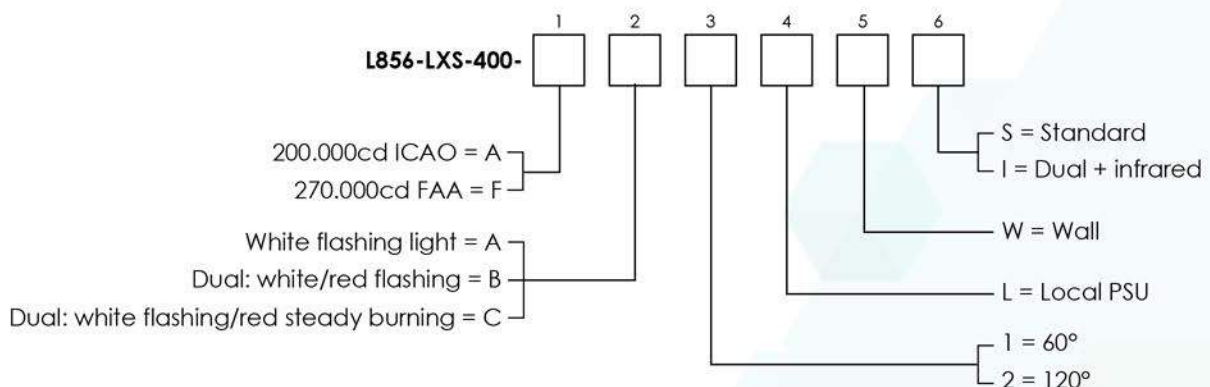 1 2 3 4 5 6
L856-LXS-400-
200.000cd ICAO = A
270.000cd FAA = F
White flashing light = A
Dual: white/red flashing = B
Dual: white flashing/red steady burning = C
S = Standard
I = Dual + infrared
W = Wall
L = Local PSU
1 = 60°
2 = 120°